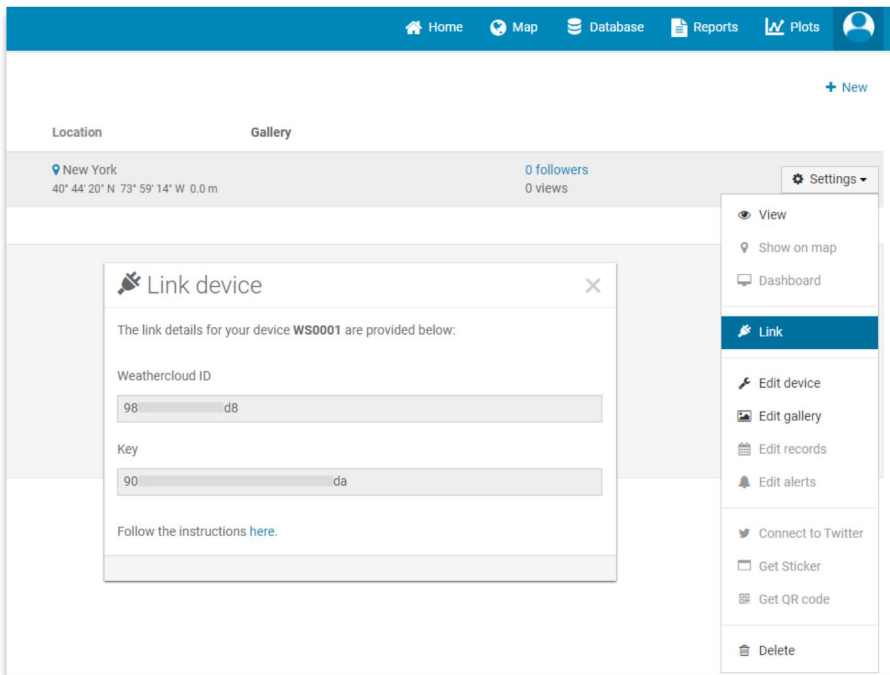 Home Map Database Reports Plots
+ New
Location Gallery
New York 0 followers
40° 44' 20" N 73° 59' 14" W 0.0 m 0 views
Settings
View
Show on map
Dashboard
Link
Edit device
Edit gallery
Edit records
Edit alerts
Connect to Twitter
Get Sticker
Get QR code
Delete
Link device ×
The link details for your device WS0001 are provided below:
Weathercloud ID
98 d8
Key
90 da
Follow the instructions here.